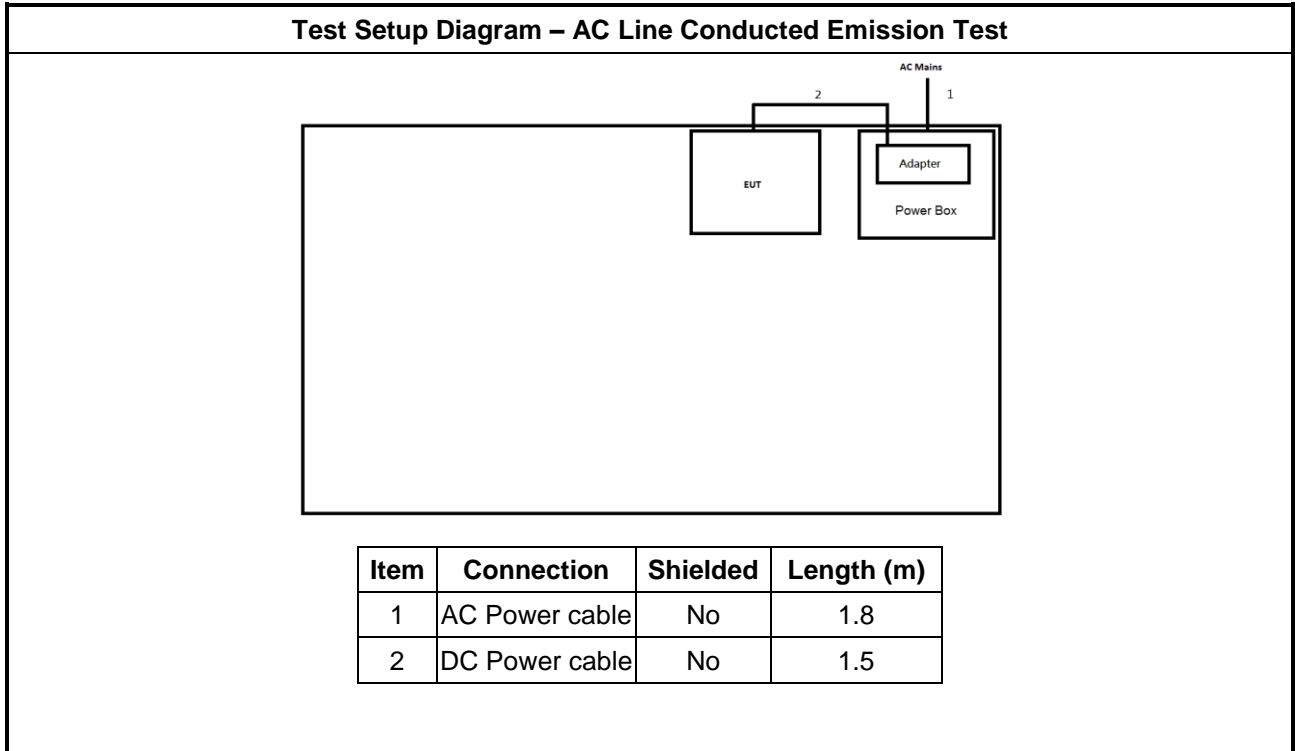 Test Setup Diagram – AC Line Conducted Emission Test
AC Mains
2
1
EUT
Adapter
Power Box
Item Connection Shielded Length (m)
1 AC Power cable No 1.8
2 DC Power cable No 1.5